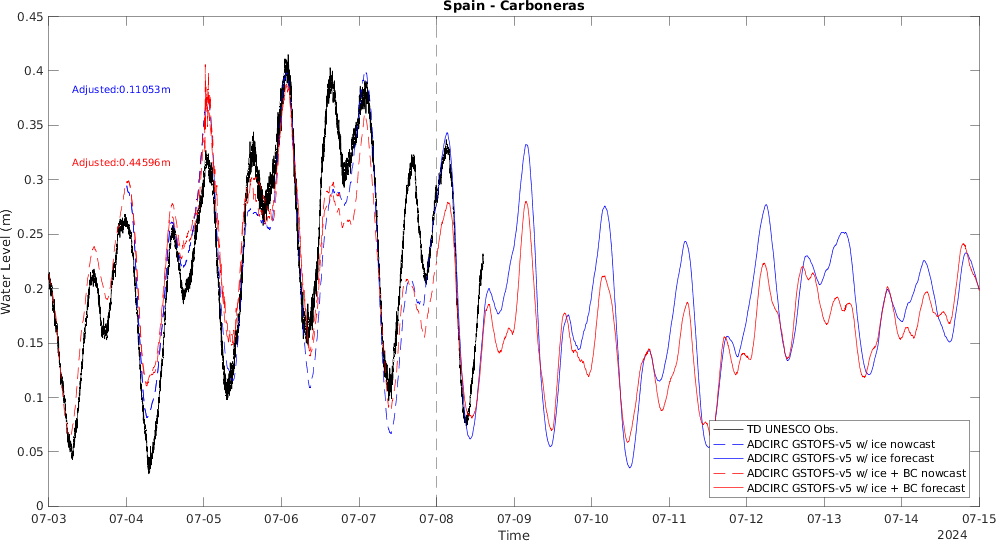 Spain - Carboneras
0.45
0.4
0.35
0.3
0.25
0.2
0.15
0.1
0.05
0
Water Level (m)
Adjusted:0.11053m
Adjusted:0.44596m
TD UNESCO Obs.
ADCIRC GSTOFS-v5 w/ ice nowcast
ADCIRC GSTOFS-v5 w/ ice forecast
ADCIRC GSTOFS-v5 w/ ice + BC nowcast
ADCIRC GSTOFS-v5 w/ ice + BC forecast
07-03 07-04 07-05 07-06 07-07 07-08 07-09 07-10 07-11 07-12 07-13 07-14 07-15
Time
2024